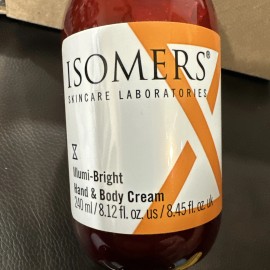 ISOMERS®
SKINCARE LABORATORIES
Illumi-Bright
Hand & Body Cream
240 ml / 8.12 fl. oz. us / 8.45 fl. oz. uk